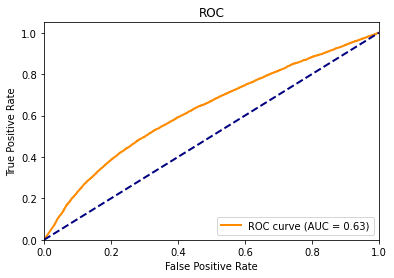 ROC
1.0
0.8
0.6
0.4
0.2
0.0
True Positive Rate
ROC curve (AUC = 0.63)
0.0 0.2 0.4 0.6 0.8 1.0
False Positive Rate